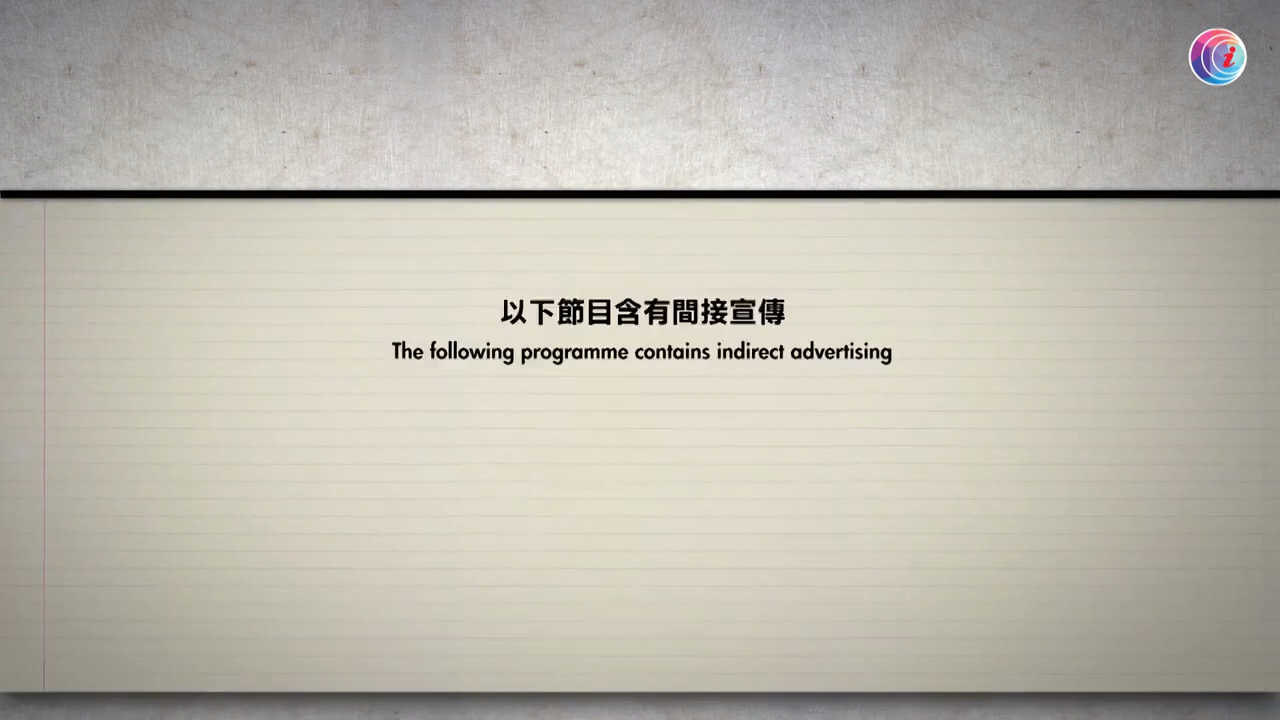 i
以下節目含有間接宣傳
The following programme contains indirect advertising